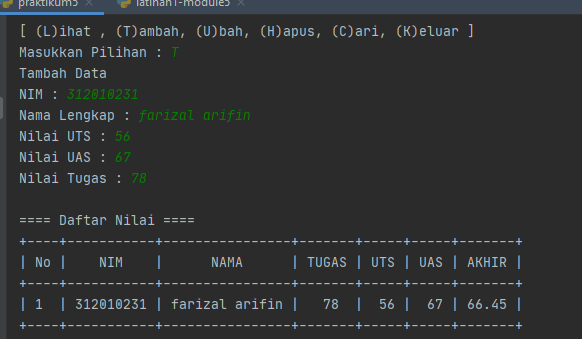 praktikum5 × latihan1-module5 ×
[ (L)ihat , (T)ambah, (U)bah, (H)apus, (C)ari, (K)eluar ]
Masukkan Pilihan : T
Tambah Data
NIM : 312010231
Nama Lengkap : farizal arifin
Nilai UTS : 56
Nilai UAS : 67
Nilai Tugas : 78
==== Daftar Nilai ====
+----+-----------+----------------+-------+-----+-----+-------+
| No |    NIM    |      NAMA      | TUGAS | UTS | UAS | AKHIR |
+----+-----------+----------------+-------+-----+-----+-------+
| 1  | 312010231 | farizal arifin |   78  |  56 |  67 | 66.45 |
+----+-----------+----------------+-------+-----+-----+-------+